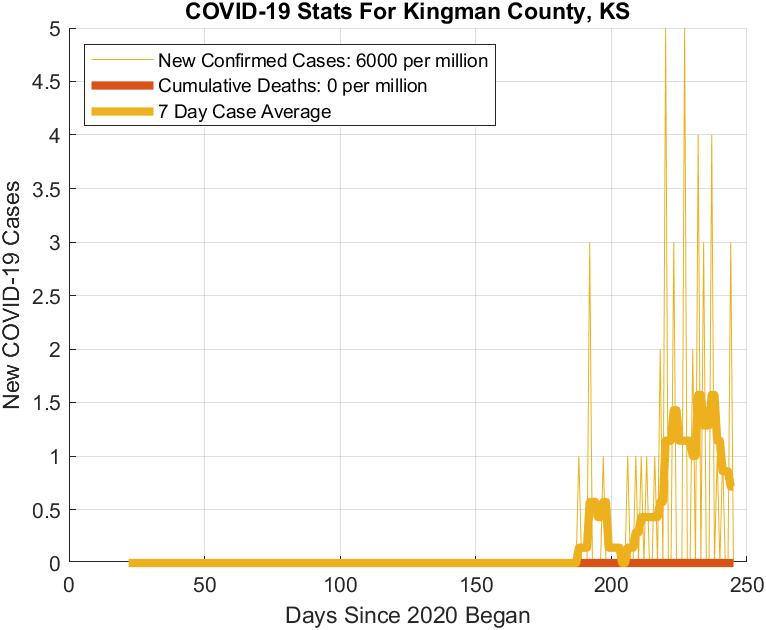 COVID-19 Stats For Kingman County, KS
New Confirmed Cases: 6000 per million
Cumulative Deaths: 0 per million
7 Day Case Average
New COVID-19 Cases
5
4.5
4
3.5
3
2.5
2
1.5
1
0.5
0
0 50 100 150 200 250
Days Since 2020 Began